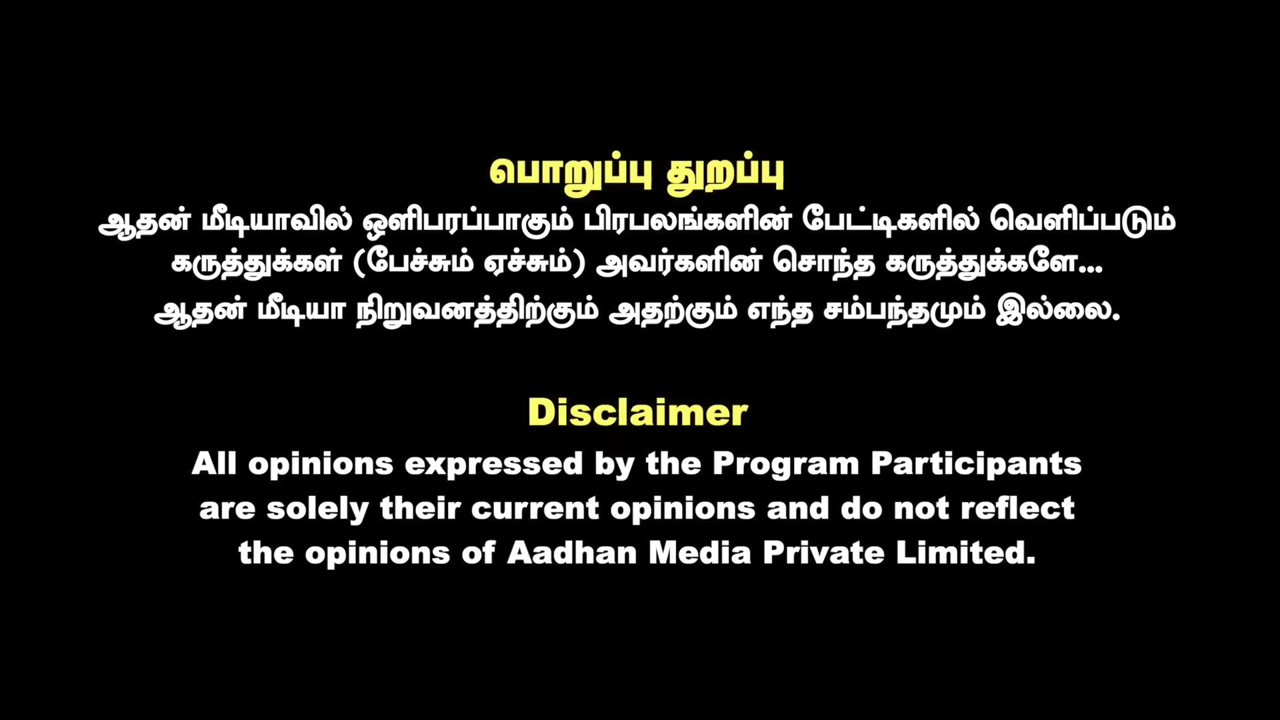 பொறுப்பு துறப்பு
ஆதன் மீடியாவில் ஒளிபரப்பாகும் பிரபலங்களின் பேட்டிகளில் வெளிப்படும்
கருத்துக்கள் (பேச்சும் ஏச்சும்) அவர்களின் சொந்த கருத்துக்களே...
ஆதன் மீடியா நிறுவனத்திற்கும் அதற்கும் எந்த சம்பந்தமும் இல்லை.
Disclaimer
All opinions expressed by the Program Participants
are solely their current opinions and do not reflect
the opinions of Aadhan Media Private Limited.